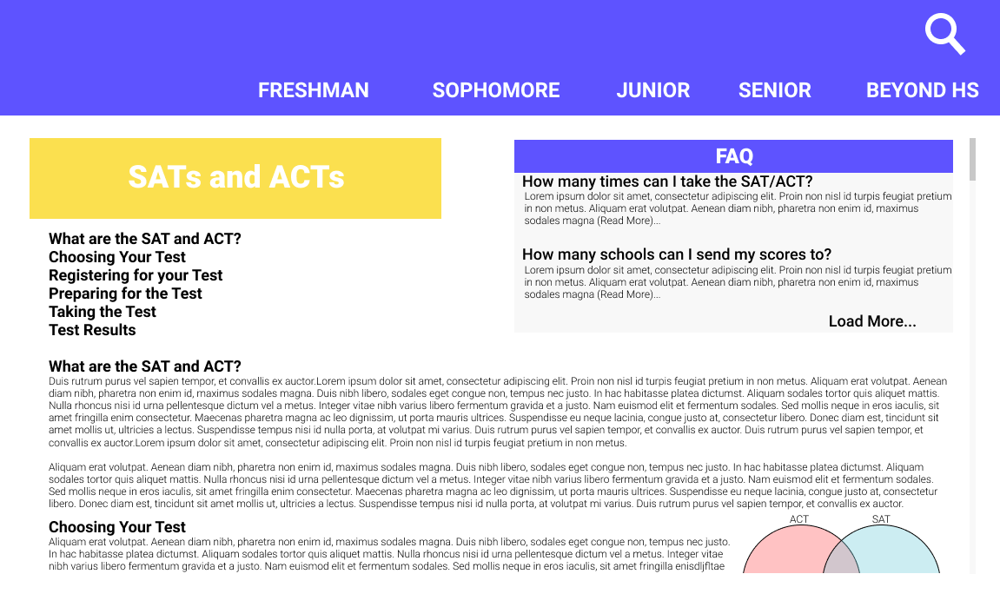 FRESHMAN SOPHOMORE JUNIOR SENIOR BEYOND HS
SATs and ACTs
What are the SAT and ACT?
Choosing Your Test
Registering for your Test
Preparing for the Test
Taking the Test
Test Results
FAQ
How many times can I take the SAT/ACT?
Lorem ipsum dolor sit amet, consectetur adipiscing elit. Proin non nisl id turpis feugiat pretium
in non metus. Aliquam erat volutpat. Aenean diam nibh, pharetra non enim id, maximus
sodales magna (Read More)...
How many schools can I send my scores to?
Lorem ipsum dolor sit amet, consectetur adipiscing elit. Proin non nisl id turpis feugiat pretium
in non metus. Aliquam erat volutpat. Aenean diam nibh, pharetra non enim id, maximus
sodales magna (Read More)...
Load More...
What are the SAT and ACT?
Duis rutrum purus vel sapien tempor, et convallis ex auctor.Lorem ipsum dolor sit amet, consectetur adipiscing elit. Proin non nisl id turpis feugiat pretium in non metus. Aliquam erat volutpat. Aenean
diam nibh, pharetra non enim id, maximus sodales magna. Duis nibh libero, sodales eget congue non, tempus nec justo. In hac habitasse platea dictumst. Aliquam sodales tortor quis aliquet mattis.
Nulla rhoncus nisi id urna pellentesque dictum vel a metus. Integer vitae nibh varius libero fermentum gravida et a justo. Nam euismod elit et fermentum sodales. Sed mollis neque in eros iaculis, sit
amet fringilla enim consectetur. Maecenas pharetra magna ac leo dignissim, ut porta mauris ultrices. Suspendisse eu neque lacinia, congue justo at, consectetur libero. Donec diam est, tincidunt sit
amet mollis ut, ultricies a lectus. Suspendisse tempus nisi id nulla porta, at volutpat mi varius. Duis rutrum purus vel sapien tempor, et convallis ex auctor. Duis rutrum purus vel sapien tempor, et
convallis ex auctor.Lorem ipsum dolor sit amet, consectetur adipiscing elit. Proin non nisl id turpis feugiat pretium in non metus.
Aliquam erat volutpat. Aenean diam nibh, pharetra non enim id, maximus sodales magna. Duis nibh libero, sodales eget congue non, tempus nec justo. In hac habitasse platea dictumst. Aliquam
sodales tortor quis aliquet mattis. Nulla rhoncus nisi id urna pellentesque dictum vel a metus. Integer vitae nibh varius libero fermentum gravida et a justo. Nam euismod elit et fermentum sodales.
Sed mollis neque in eros iaculis, sit amet fringilla enim consectetur. Maecenas pharetra magna ac leo dignissim, ut porta mauris ultrices. Suspendisse eu neque lacinia, congue justo at, consectetur
libero. Donec diam est, tincidunt sit amet mollis ut, ultricies a lectus. Suspendisse tempus nisi id nulla porta, at volutpat mi varius. Duis rutrum purus vel sapien tempor, et convallis ex auctor.
Choosing Your Test
Aliquam erat volutpat. Aenean diam nibh, pharetra non enim id, maximus sodales magna. Duis nibh libero, sodales eget congue non, tempus nec justo.
In hac habitasse platea dictumst. Aliquam sodales tortor quis aliquet mattis. Nulla rhoncus nisi id urna pellentesque dictum vel a metus. Integer vitae
nibh varius libero fermentum gravida et a justo. Nam euismod elit et fermentum sodales. Sed mollis neque in eros iaculis, sit amet fringilla enisdljfltae
ACT SAT